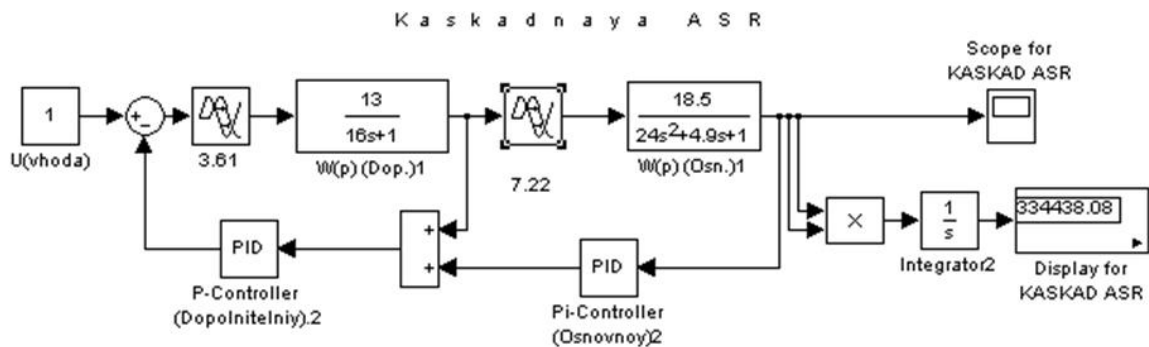 Kaskadnaya ASR
Scope for
KASKAD ASR
1
U(vhoda)
+
−
3.61
13
16s+1
W(p) (Dop.)1
7.22
18.5
24s²+4.9s+1
W(p) (Osn.)1
×
1
s
Integrator2
334438.08
Display for
KASKAD ASR
+
+
PID
P-Controller
(Dopolnitelniy).2
PID
Pi-Controller
(Osnovnoy)2